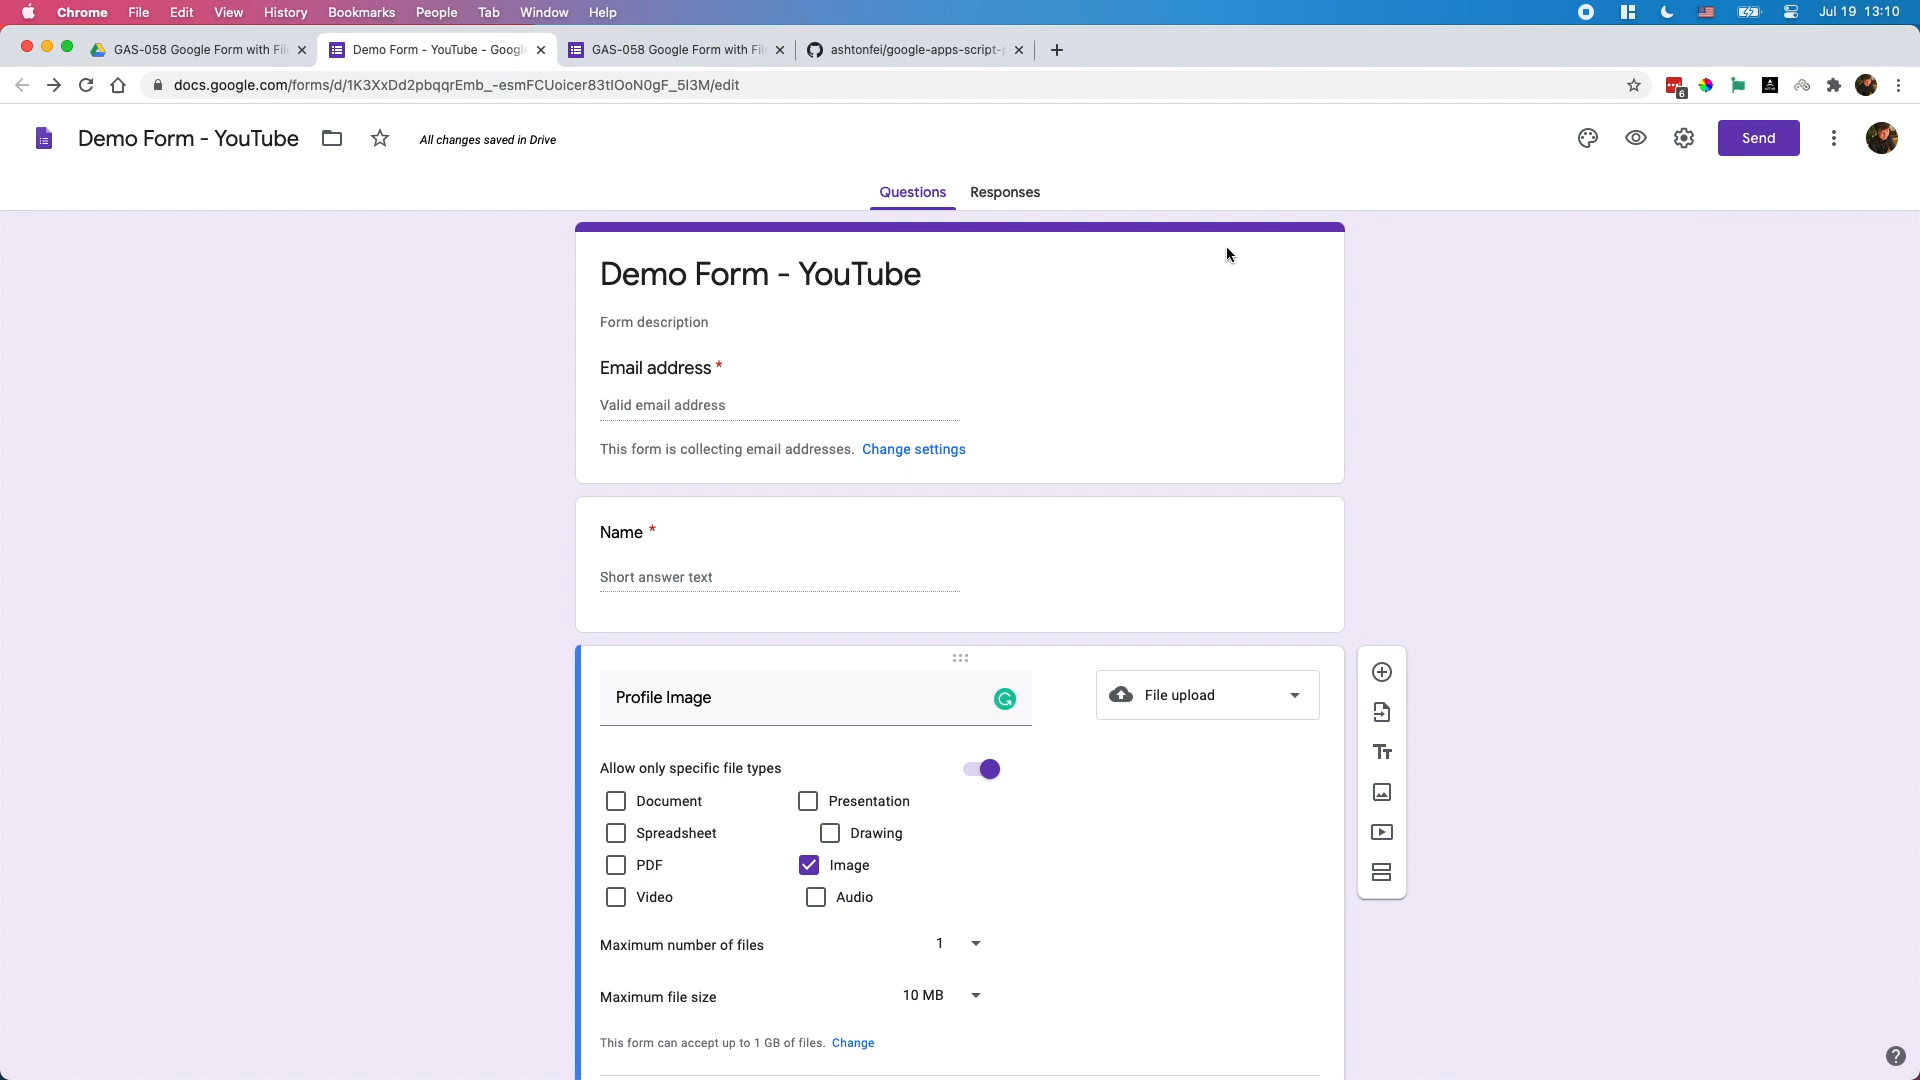 Chrome File Edit View History Bookmarks People Tab Window Help Jul 19 13:10
GAS-058 Google Form with Fil Demo Form - YouTube - Google GAS-058 Google Form with Fil ashtonfei/google-apps-script-p
docs.google.com/forms/d/1K3XxDd2pbqqrEmb_-esmFCUoicer83tIOoN0gF_5I3M/edit
6
Demo Form - YouTube All changes saved in Drive Send
Questions Responses
Demo Form - YouTube
Form description
Email address *
Valid email address
This form is collecting email addresses. Change settings
Name *
Short answer text
Profile Image File upload
Allow only specific file types
Document Presentation
Spreadsheet Drawing
PDF Image
Video Audio
Maximum number of files 1
Maximum file size 10 MB
This form can accept up to 1 GB of files. Change